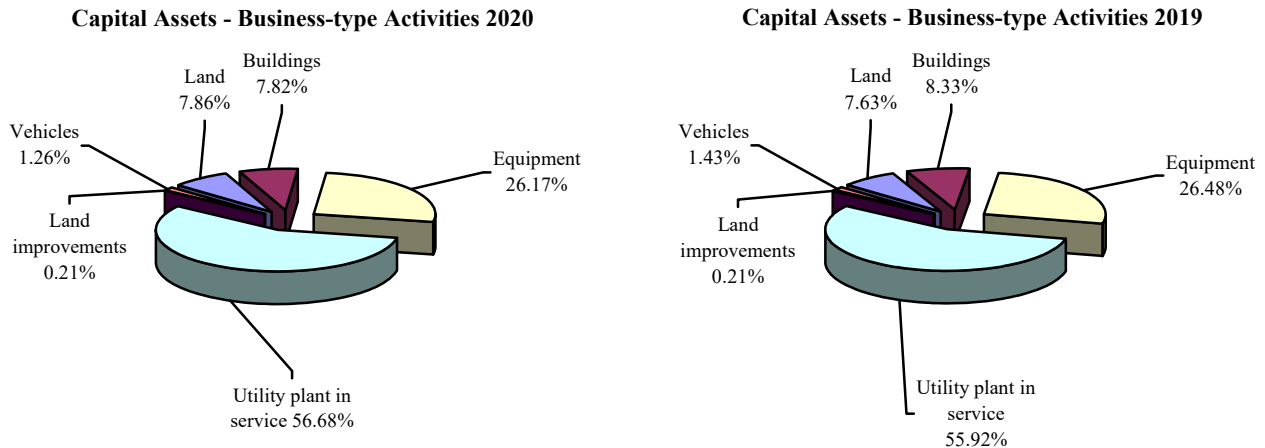 Capital Assets - Business-type Activities 2020
Buildings
7.82%
Land
7.86%
Vehicles
1.26%
Equipment
26.17%
Land
improvements
0.21%
Utility plant in
service 56.68%
Capital Assets - Business-type Activities 2019
Buildings
8.33%
Land
7.63%
Vehicles
1.43%
Equipment
26.48%
Land
improvements
0.21%
Utility plant in
service
55.92%